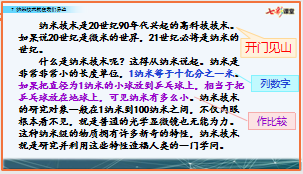 纳米技术就在我们身边
七彩课堂
纳米技术是20世纪90年代兴起的高科技技术。
如果说20世纪是微米的世界，21世纪必将是纳米的
世纪。
什么是纳米技术呢？这得从纳米说起。纳米是
非常非常小的长度单位，1纳米等于十亿分之一米。
如果把直径为1纳米的小球放到乒乓球上，相当于把
乒乓球放在地球上，可见纳米有多么小。纳米技术
的研究对象一般在1纳米到100纳米之间，不仅肉眼
根本看不见，就是普通的光学显微镜也无能为力。
这种纳米级的物质拥有许多新奇的特性，纳米技术
就是研究并利用这些特性造福人类的一门学问。
开门见山
列数字
作比较